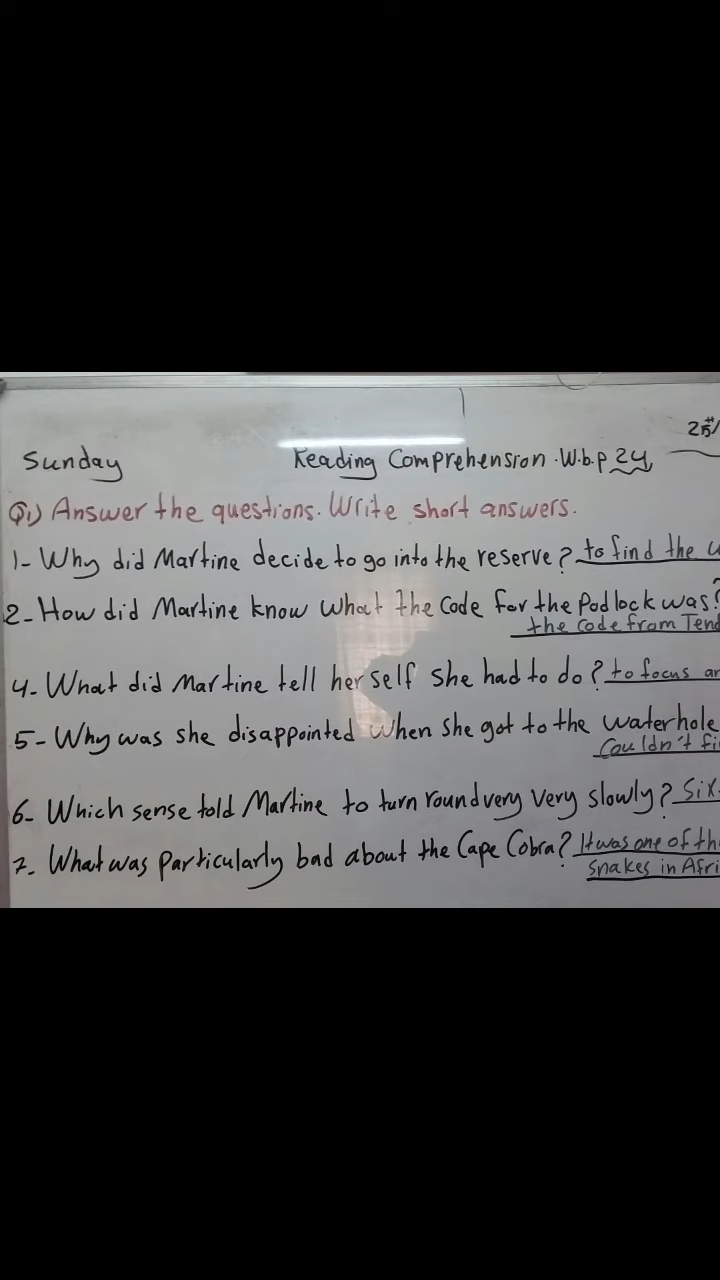 Sunday
Reading Comprehension. W.b.p 24
Q1) Answer the questions. Write short answers.
1- Why did Martine decide to go into the reserve? to find the
2- How did Martine know what the code for the Podlock was?
the code from Tend
4- What did Martine tell herself she had to do? to focus
5- Why was she disappointed when she got to the waterhole
Couldn't
6- Which sense told Martine to turn round very very slowly? Six
7- What was particularly bad about the Cape Cobra? It was one of
snakes in Afri